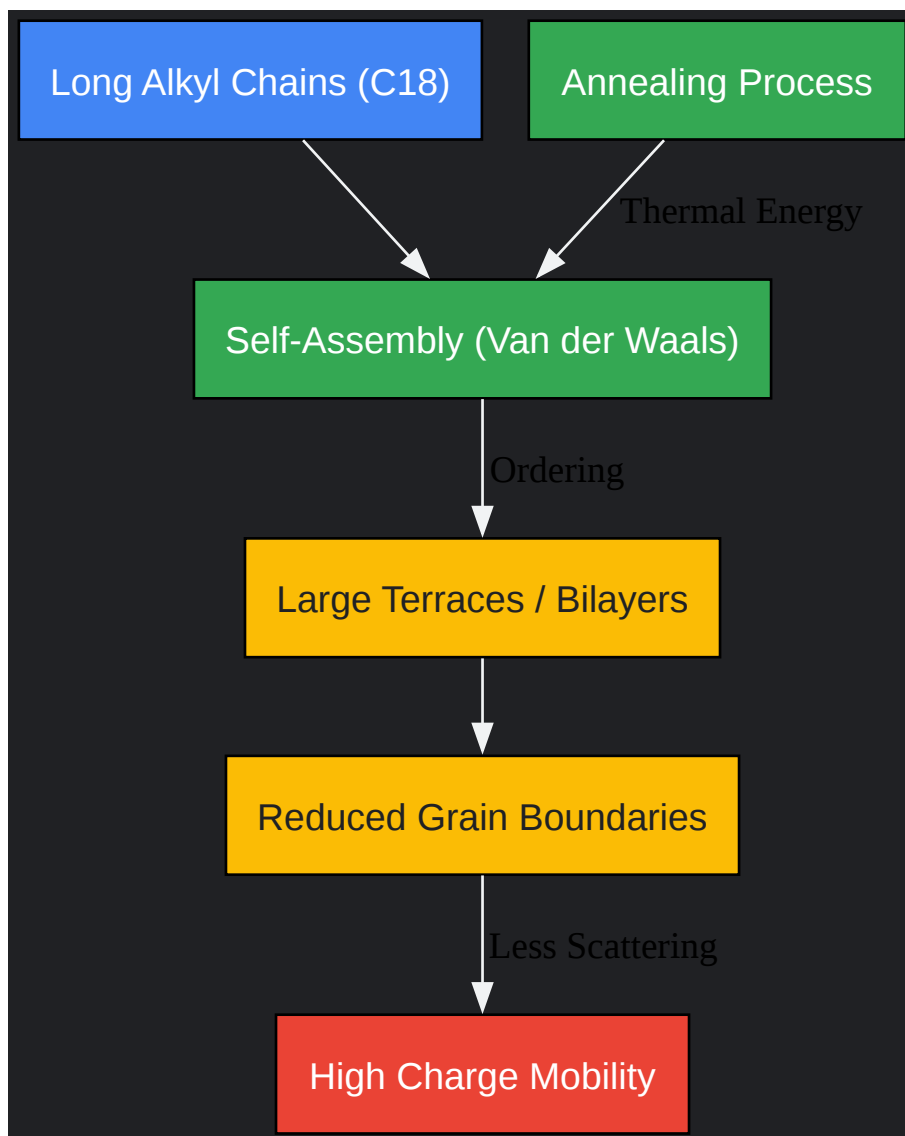 Long Alkyl Chains (C18)
Annealing Process
Thermal Energy
Self-Assembly (Van der Waals)
Ordering
Large Terraces / Bilayers
Reduced Grain Boundaries
Less Scattering
High Charge Mobility